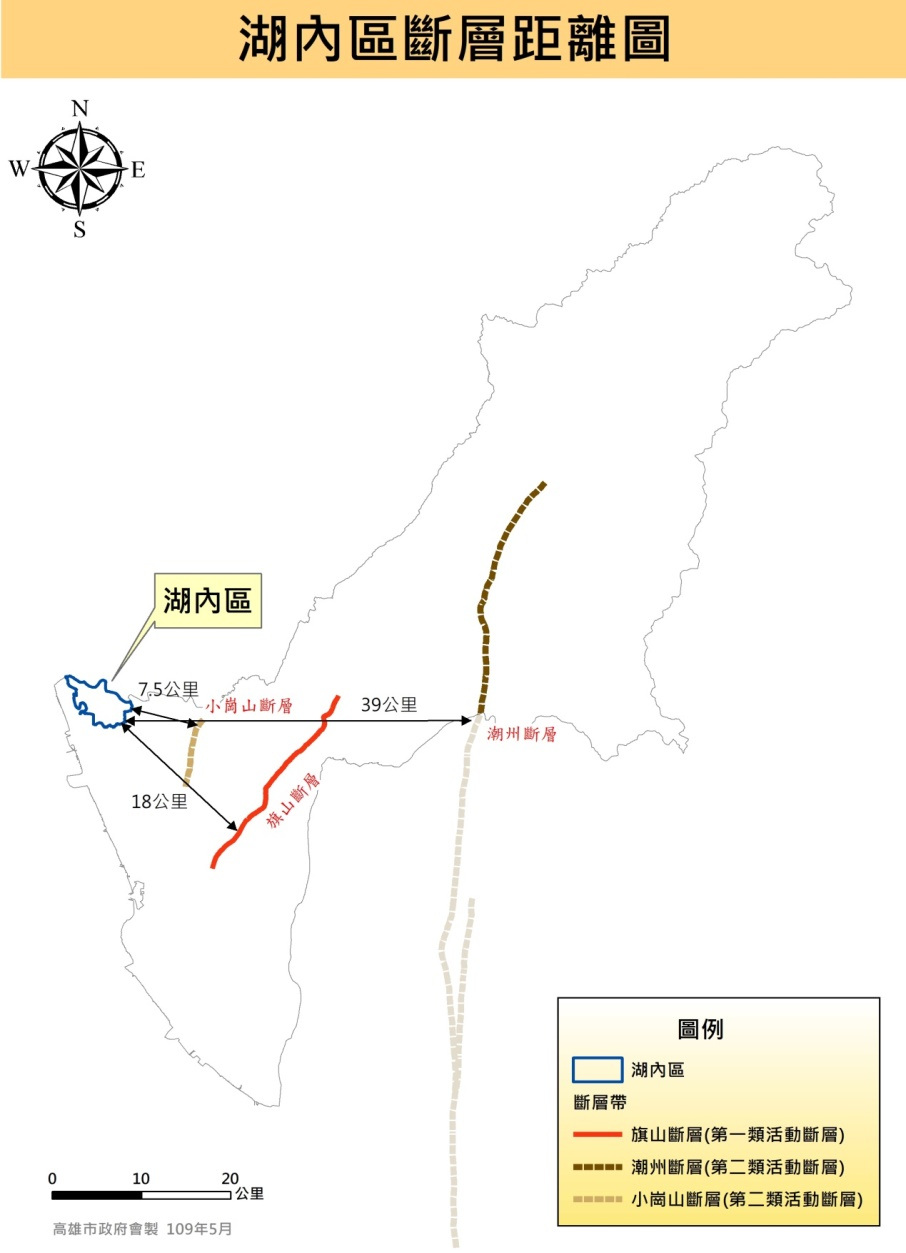 湖內區斷層距離圖
N
W
E
S
湖內區
7.5公里
小崗山斷層
39公里
潮州斷層
18公里
旗山斷層
圖例
湖內區
斷層帶
旗山斷層(第一類活動斷層)
潮州斷層(第二類活動斷層)
小崗山斷層(第二類活動斷層)
0 10 20
公里
高雄市政府會製 109年5月